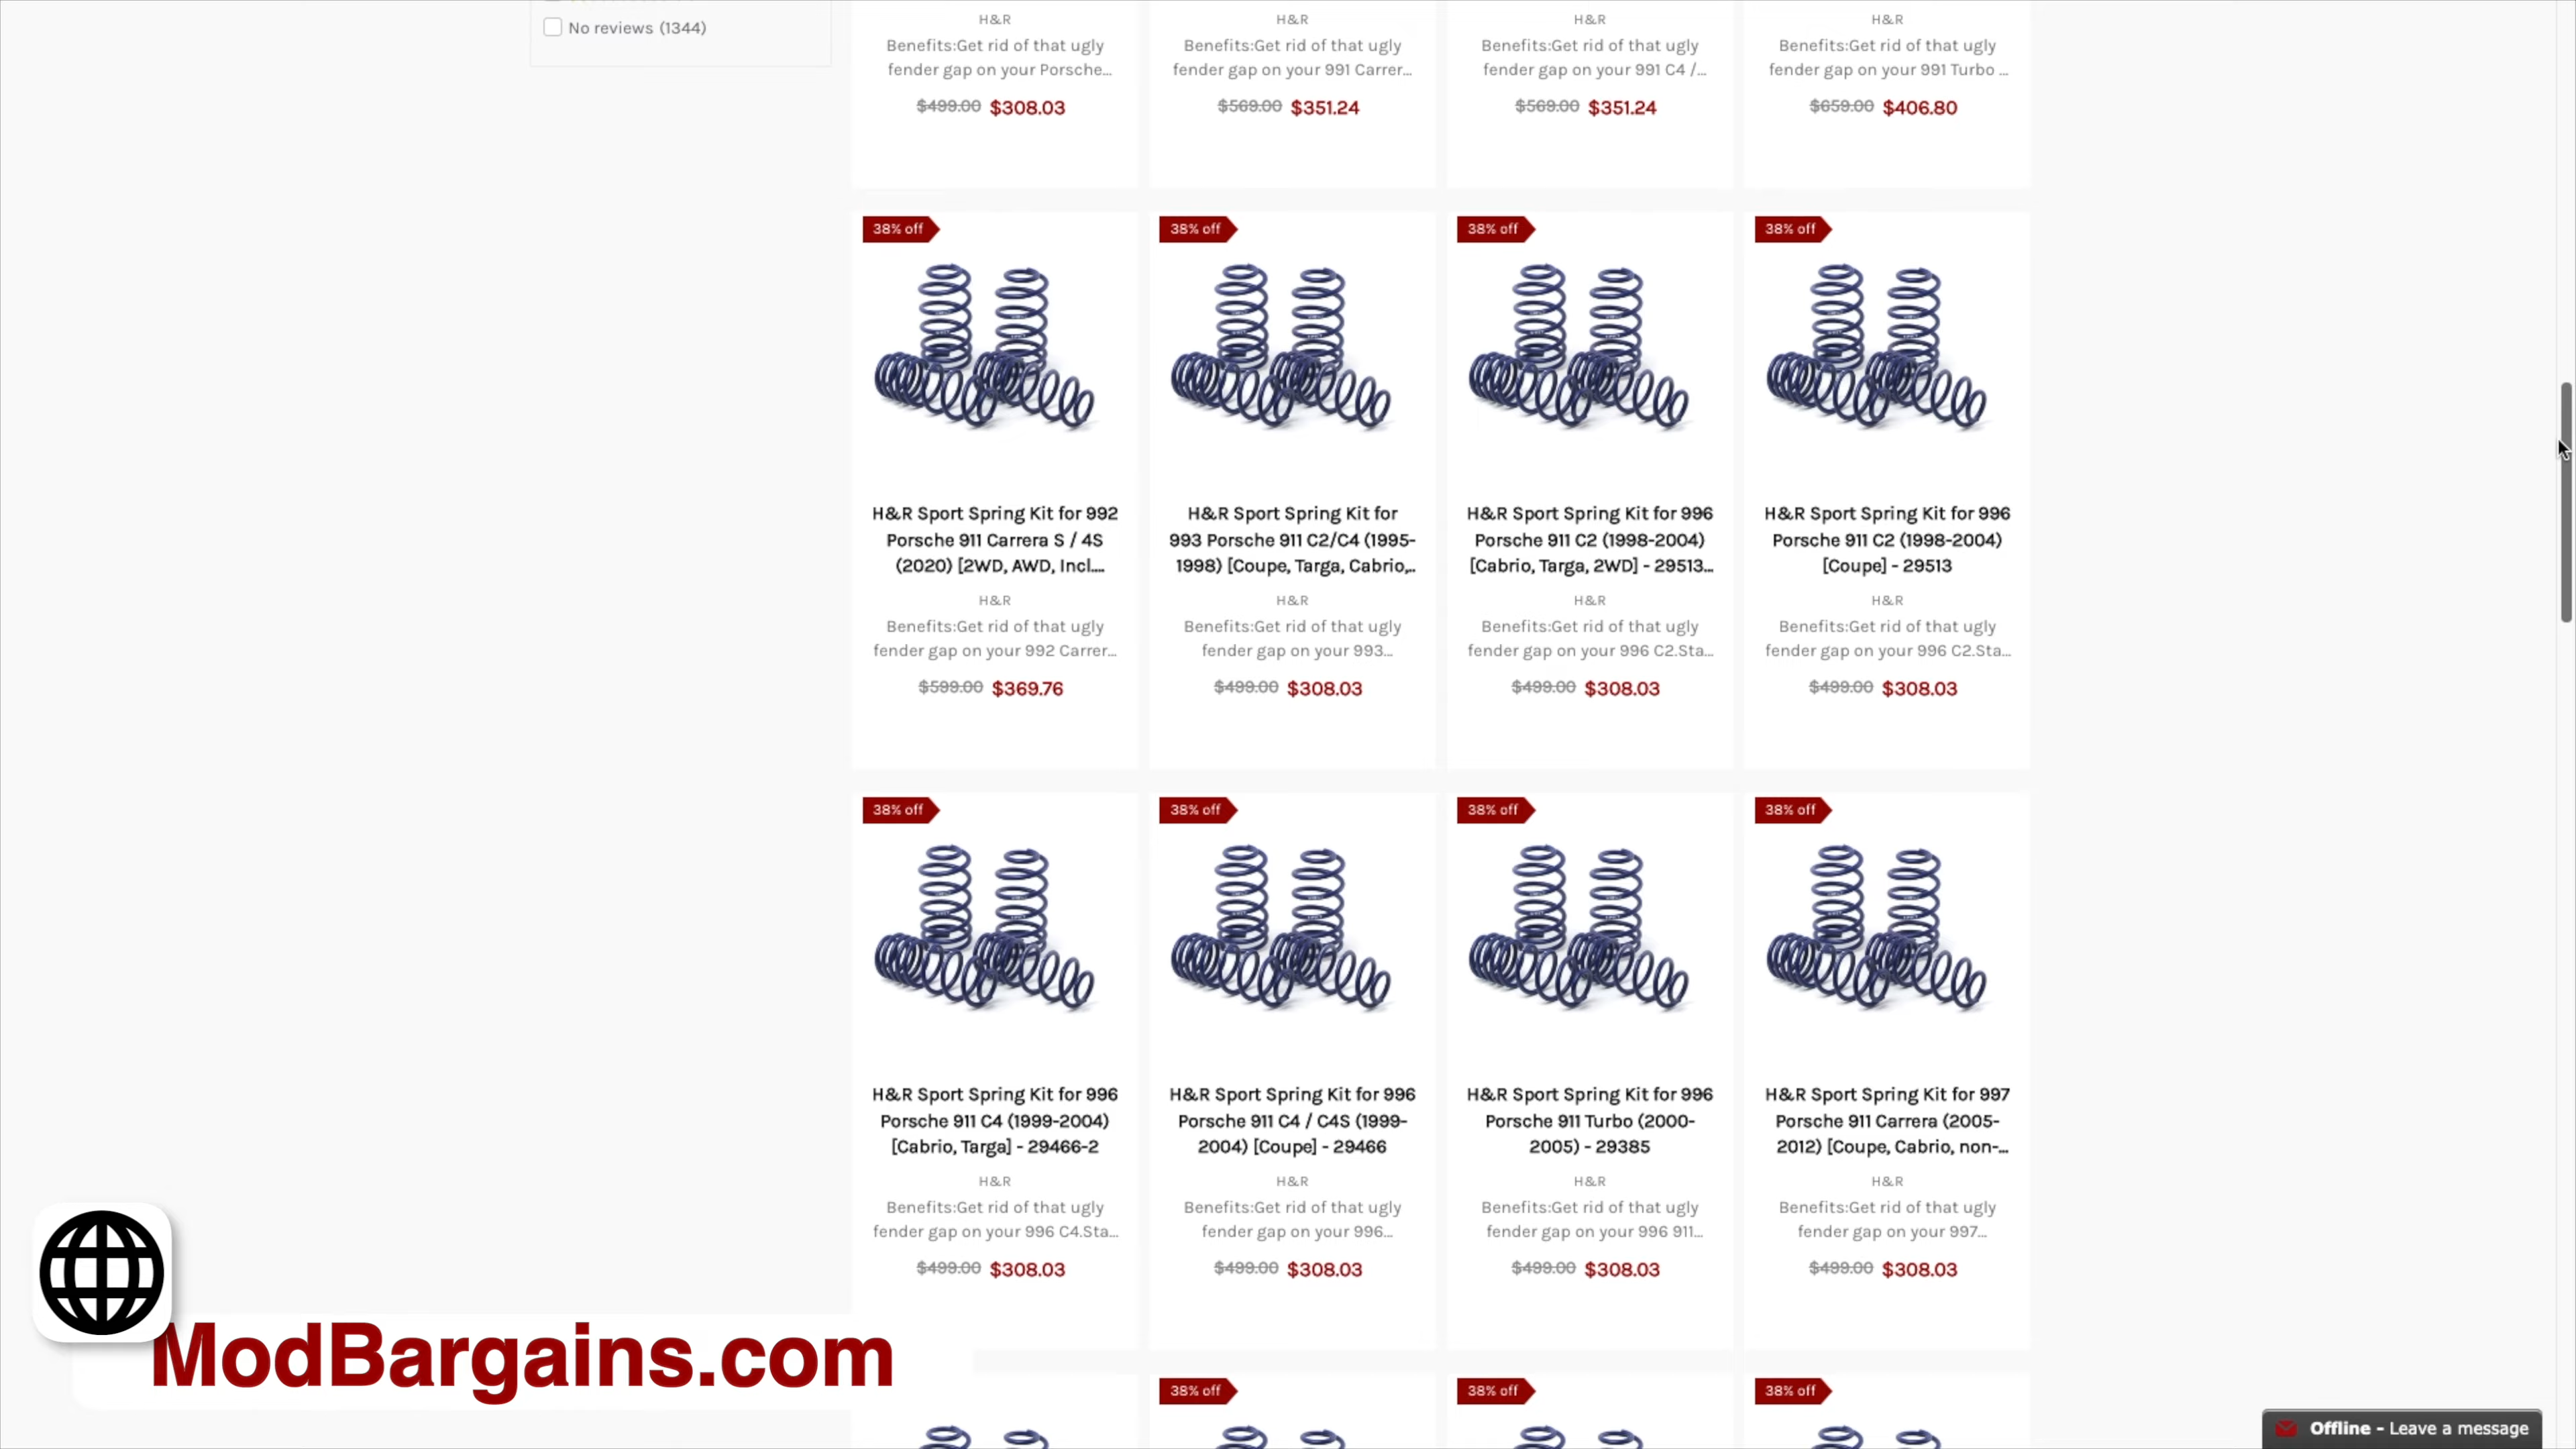 No reviews (1344)
H&R
Benefits:Get rid of that ugly
fender gap on your Porsche...
$499.00 $308.03
H&R
Benefits:Get rid of that ugly
fender gap on your 991 Carrer...
$569.00 $351.24
H&R
Benefits:Get rid of that ugly
fender gap on your 991 C4 /...
$569.00 $351.24
H&R
Benefits:Get rid of that ugly
fender gap on your 991 Turbo ...
$659.00 $406.80
38% off
H&R Sport Spring Kit for 992
Porsche 911 Carrera S / 4S
(2020) [2WD, AWD, Incl....
H&R
Benefits:Get rid of that ugly
fender gap on your 992 Carrer...
$599.00 $369.76
38% off
H&R Sport Spring Kit for
993 Porsche 911 C2/C4 (1995-
1998) [Coupe, Targa, Cabrio,..
H&R
Benefits:Get rid of that ugly
fender gap on your 993...
$499.00 $308.03
38% off
H&R Sport Spring Kit for 996
Porsche 911 C2 (1998-2004)
[Cabrio, Targa, 2WD] - 29513...
H&R
Benefits:Get rid of that ugly
fender gap on your 996 C2.Sta...
$499.00 $308.03
38% off
H&R Sport Spring Kit for 996
Porsche 911 C2 (1998-2004)
[Coupe] - 29513
H&R
Benefits:Get rid of that ugly
fender gap on your 996 C2.Sta...
$499.00 $308.03
38% off
H&R Sport Spring Kit for 996
Porsche 911 C4 (1999-2004)
[Cabrio, Targa] - 29466-2
H&R
Benefits:Get rid of that ugly
fender gap on your 996 C4.Sta...
$499.00 $308.03
38% off
H&R Sport Spring Kit for 996
Porsche 911 C4 / C4S (1999-
2004) [Coupe] - 29466
H&R
Benefits:Get rid of that ugly
fender gap on your 996...
$499.00 $308.03
38% off
H&R Sport Spring Kit for 996
Porsche 911 Turbo (2000-
2005) - 29385
H&R
Benefits:Get rid of that ugly
fender gap on your 996 911...
$499.00 $308.03
38% off
H&R Sport Spring Kit for 997
Porsche 911 Carrera (2005-
2012) [Coupe, Cabrio, non-...
H&R
Benefits:Get rid of that ugly
fender gap on your 997...
$499.00 $308.03
ModBargains.com
38% off
38% off
38% off
Offline - Leave a message